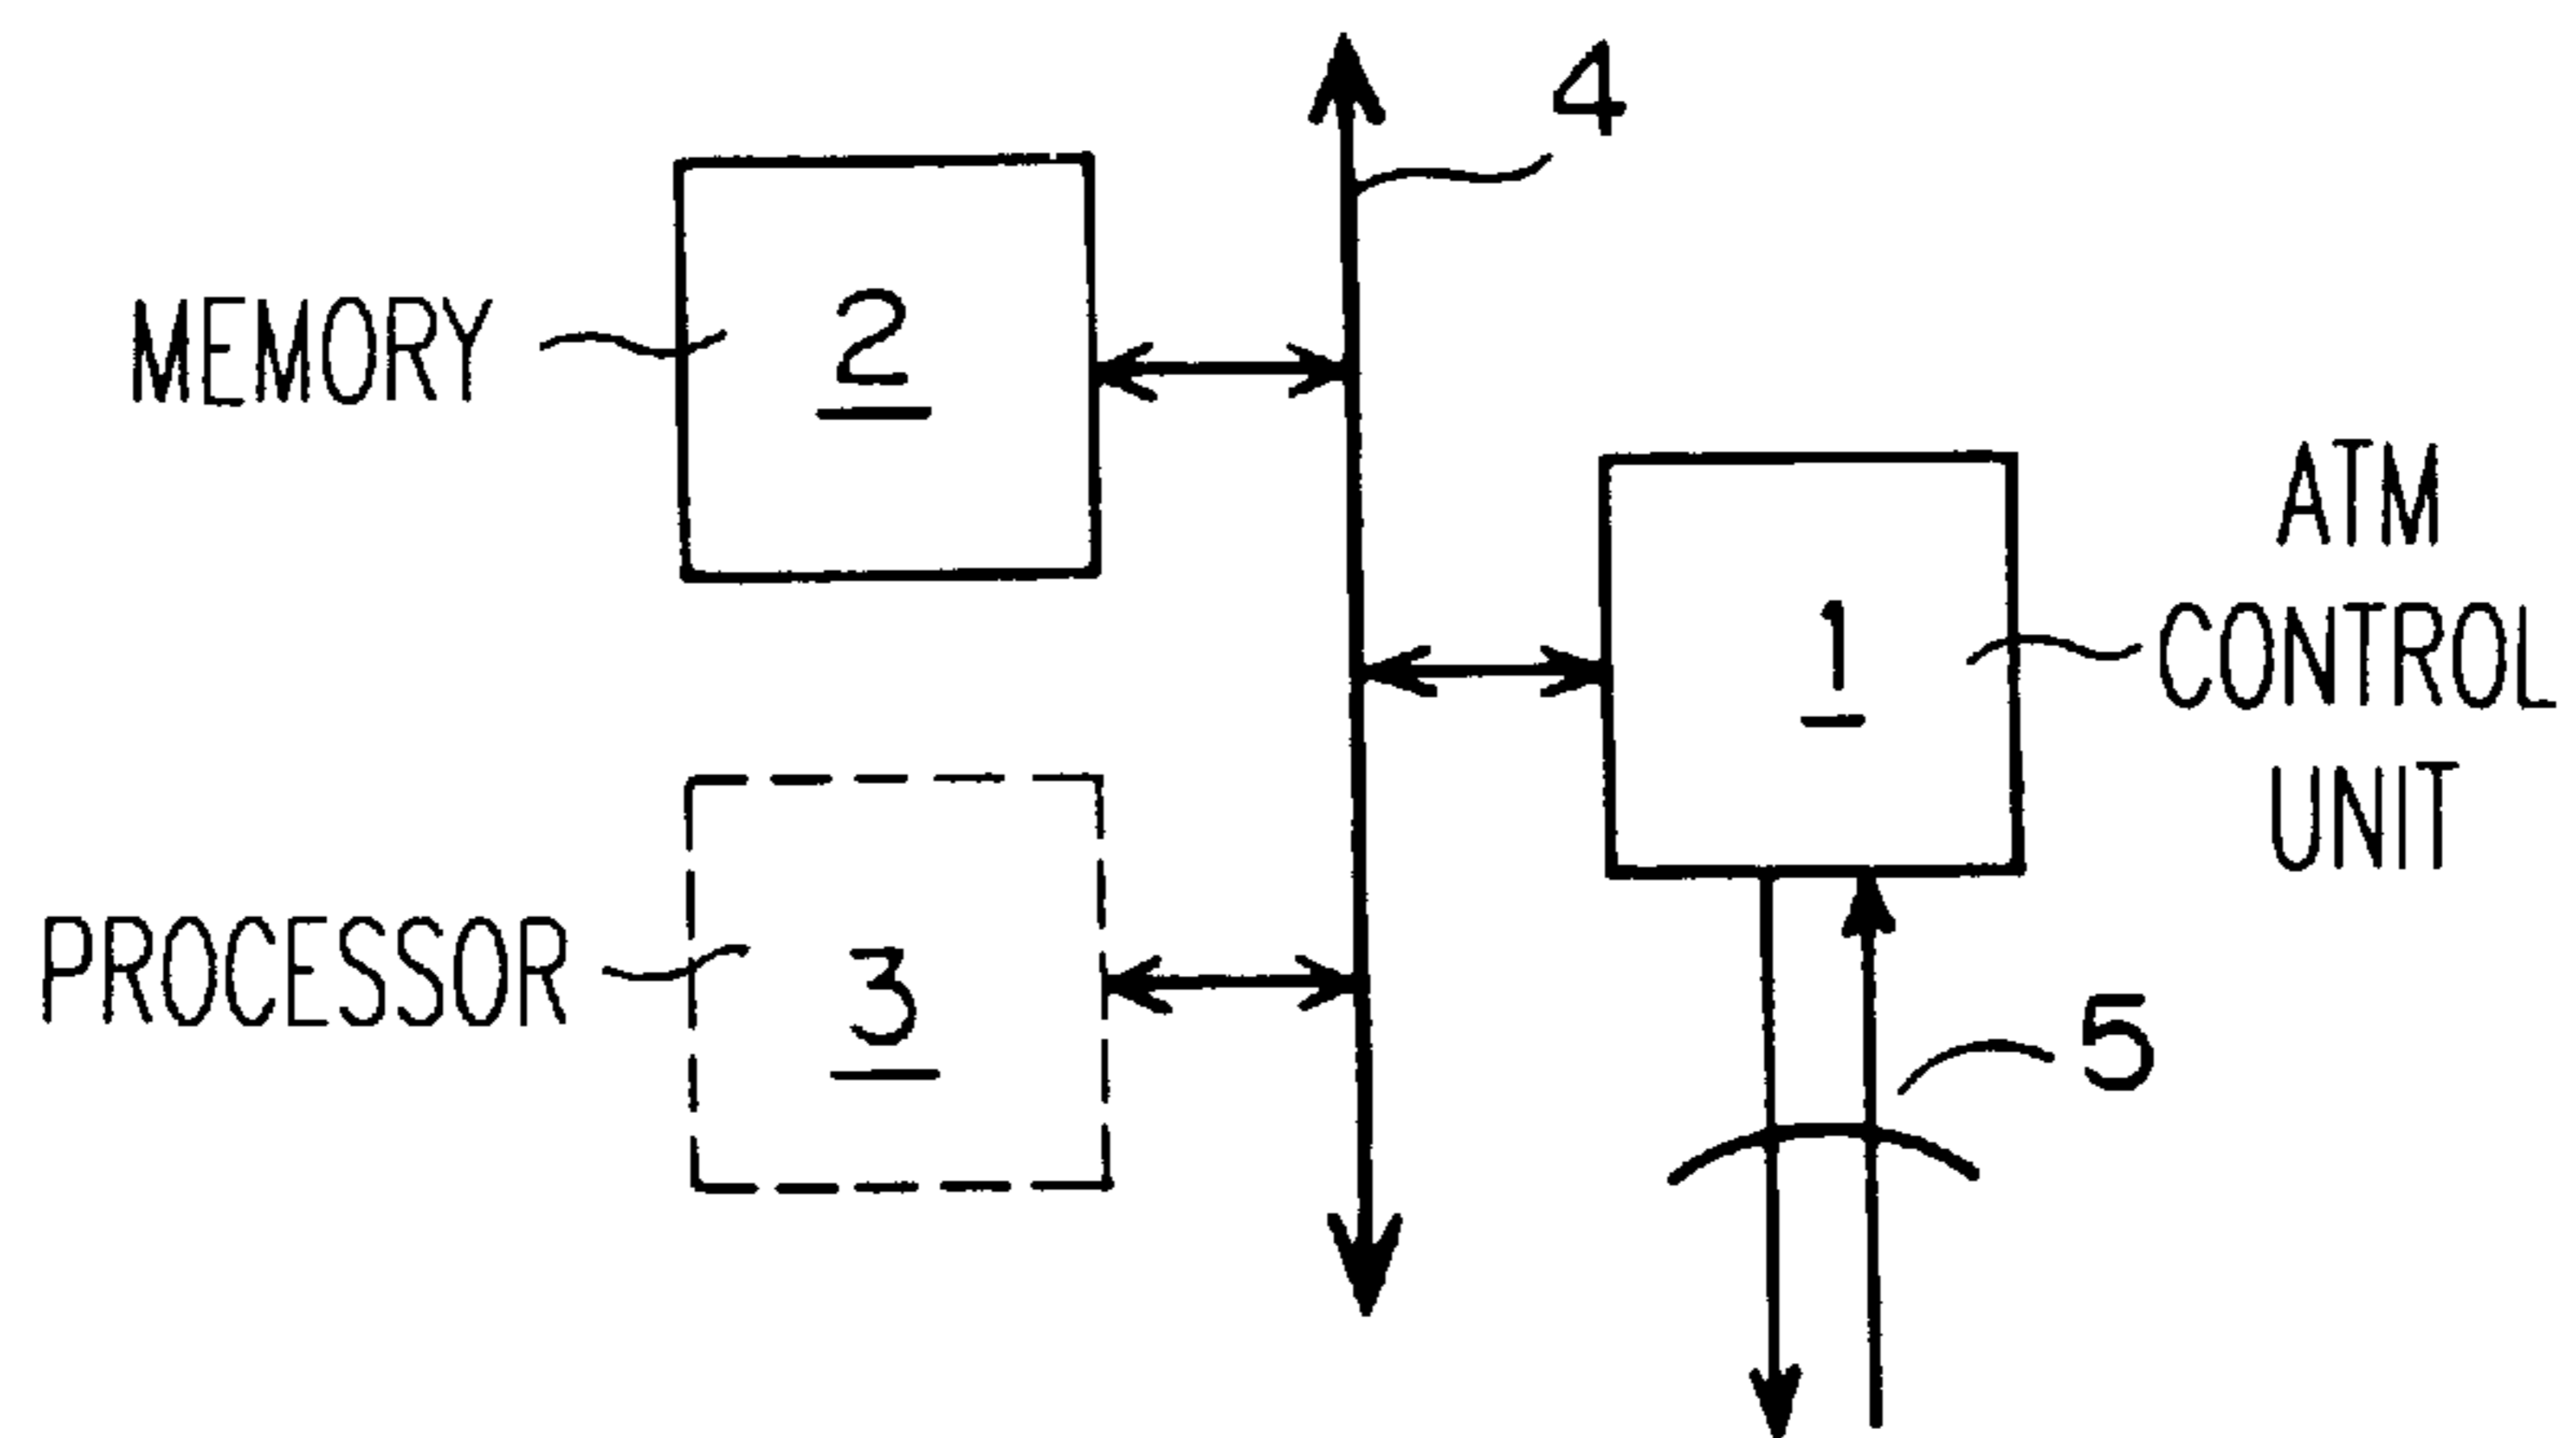 4
MEMORY
2
ATM
CONTROL
UNIT
1
PROCESSOR
3
5